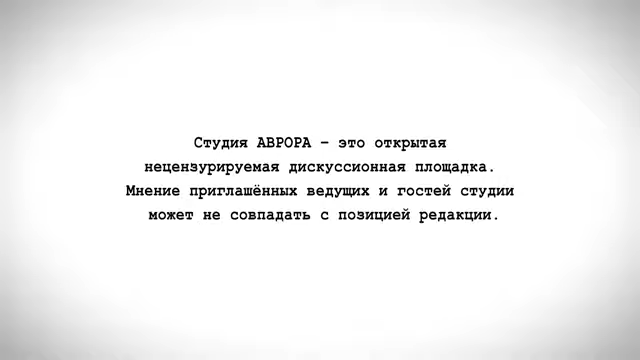 Студия АВРОРА – это открытая
нецензурируемая дискуссионная площадка.
Мнение приглашённых ведущих и гостей студии
может не совпадать с позицией редакции.